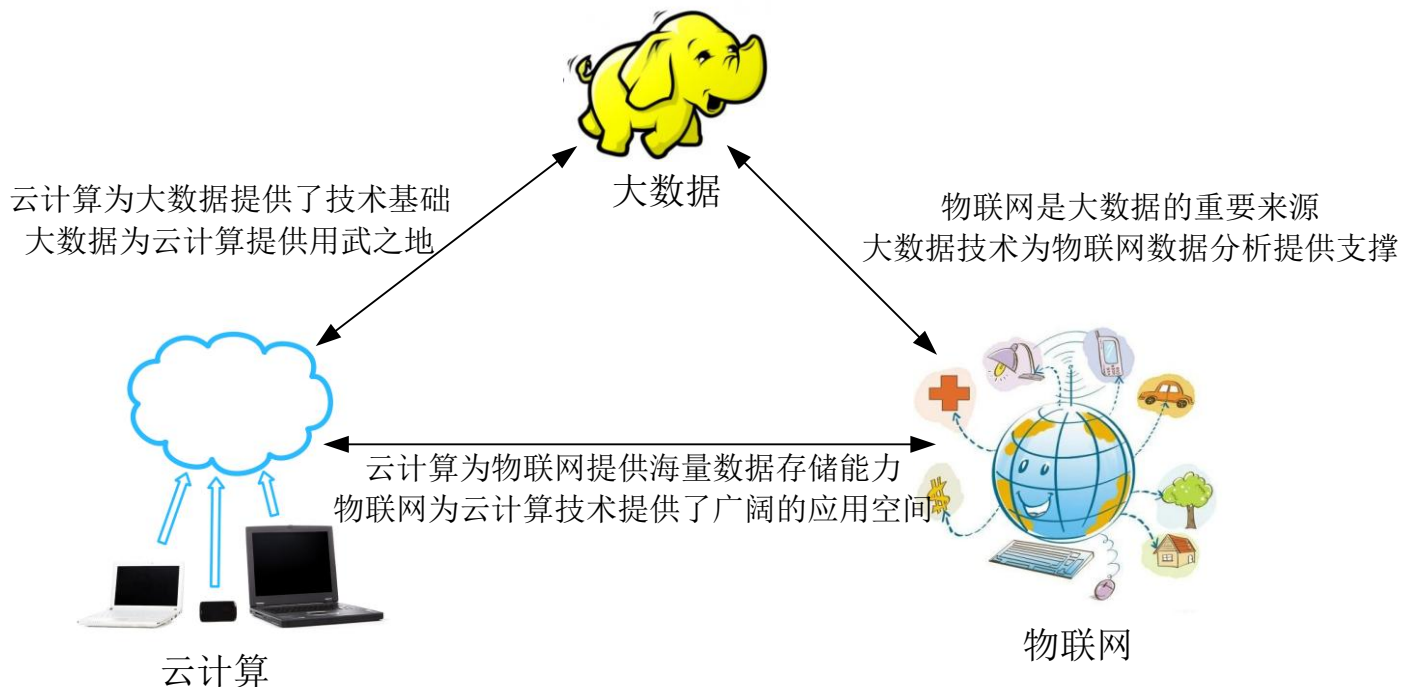 大数据
云计算为大数据提供了技术基础
大数据为云计算提供用武之地
物联网是大数据的重要来源
大数据技术为物联网数据分析提供支撑
云计算为物联网提供海量数据存储能力
物联网为云计算技术提供了广阔的应用空间
云计算
物联网